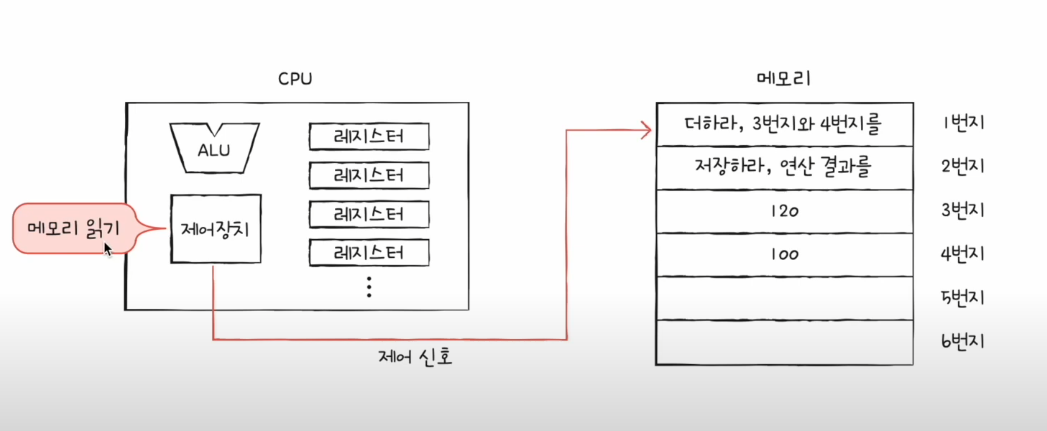 CPU
메모리
ALU
레지스터
레지스터
레지스터
레지스터
메모리 읽기
제어장치
제어 신호
더하라, 3번지와 4번지를
1번지
저장하라, 연산 결과를
2번지
120
3번지
100
4번지
5번지
6번지